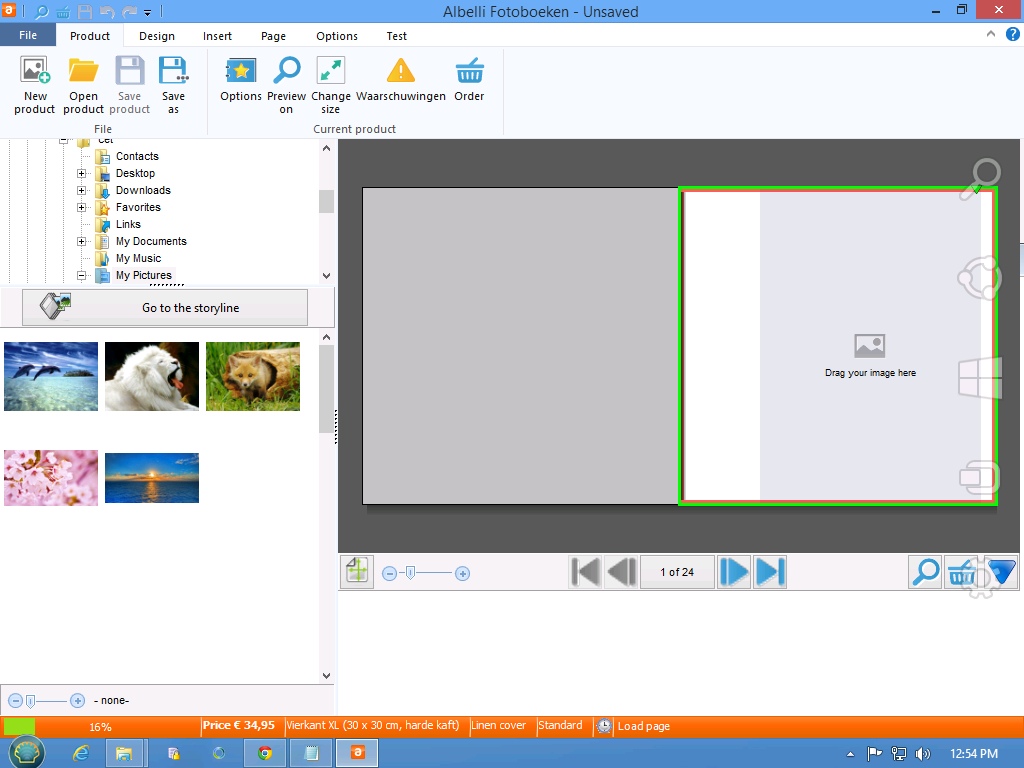 Albelli Fotoboeken - Unsaved
File Product Design Insert Page Options Test
New product
Open product
Save product
Save as
Options
Preview on
Change size
Waarschuwingen
Order
File
Current product
Cet
Contacts
Desktop
Downloads
Favorites
Links
My Documents
My Music
My Pictures
Go to the storyline
Drag your image here
1 of 24
- none-
16% Price € 34,95 Vierkant XL (30 x 30 cm, harde kaft) Linen cover Standard Load page
12:54 PM